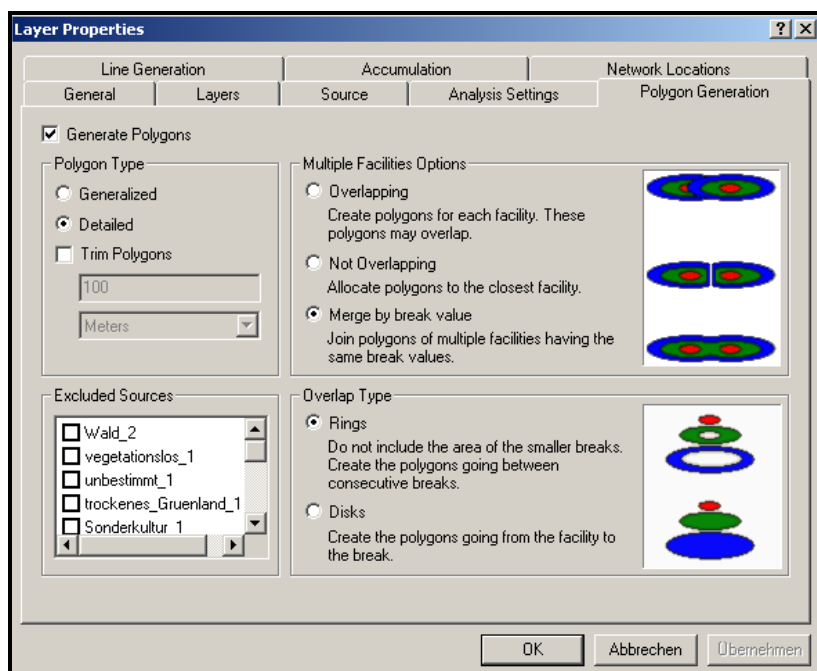 Layer Properties
Line Generation
Accumulation
Network Locations
General
Layers
Source
Analysis Settings
Polygon Generation
Generate Polygons
Polygon Type
Generalized
Detailed
Trim Polygons
100
Meters
Multiple Facilities Options
Overlapping
Create polygons for each facility. These
polygons may overlap.
Not Overlapping
Allocate polygons to the closest facility.
Merge by break value
Join polygons of multiple facilities having the
same break values.
Excluded Sources
Wald_2
vegetationslos_1
unbestimmt_1
trockenes_Gruenland_1
Sonderkultur_1
Overlap Type
Rings
Do not include the area of the smaller breaks.
Create the polygons going between
consecutive breaks.
Disks
Create the polygons going from the facility to
the break.
OK
Abbrechen
Übernehmen